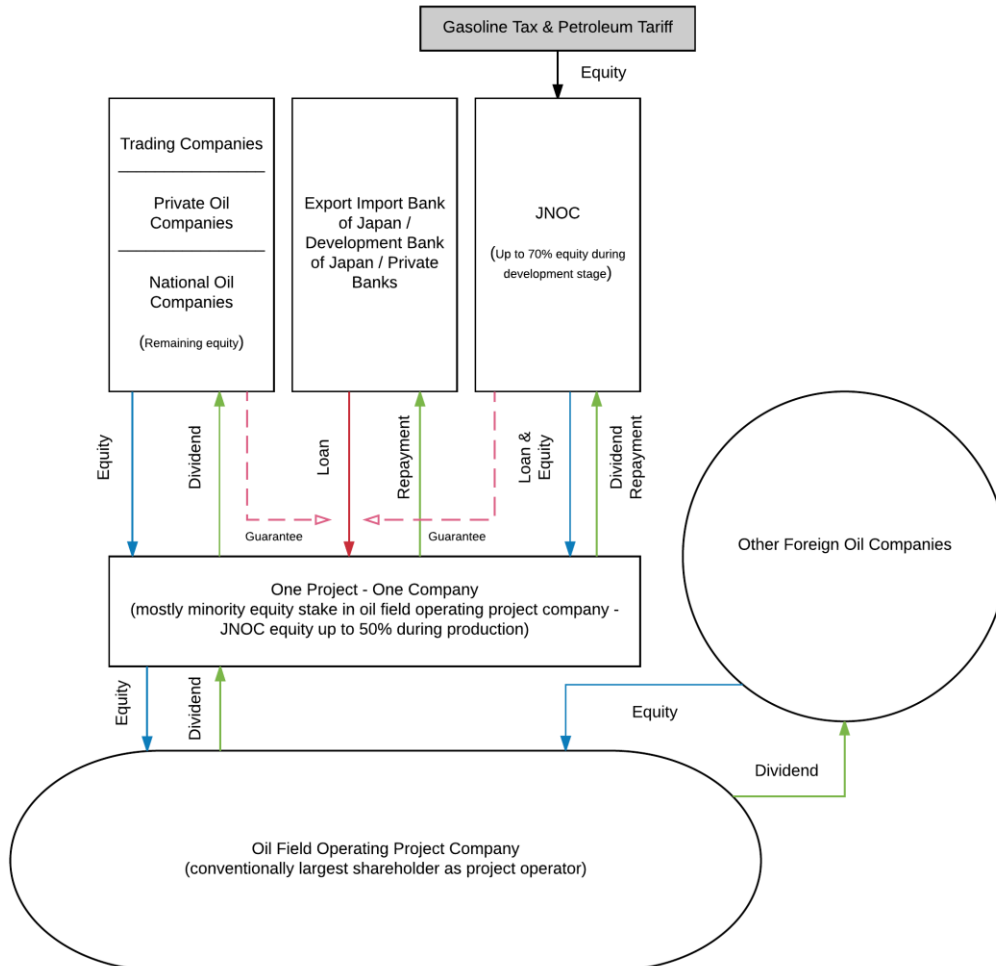 Gasoline Tax & Petroleum Tariff
Equity
Trading Companies
Private Oil
Companies
National Oil
Companies
(Remaining equity)
Export Import Bank
of Japan /
Development Bank
of Japan / Private
Banks
JNOC
(Up to 70% equity during
development stage)
Equity
Dividend
Loan
Repayment
Loan &
Equity
Dividend
Repayment
Guarantee
Guarantee
Other Foreign Oil Companies
One Project - One Company
(mostly minority equity stake in oil field operating project company -
JNOC equity up to 50% during production)
Equity
Dividend
Equity
Dividend
Oil Field Operating Project Company
(conventionally largest shareholder as project operator)